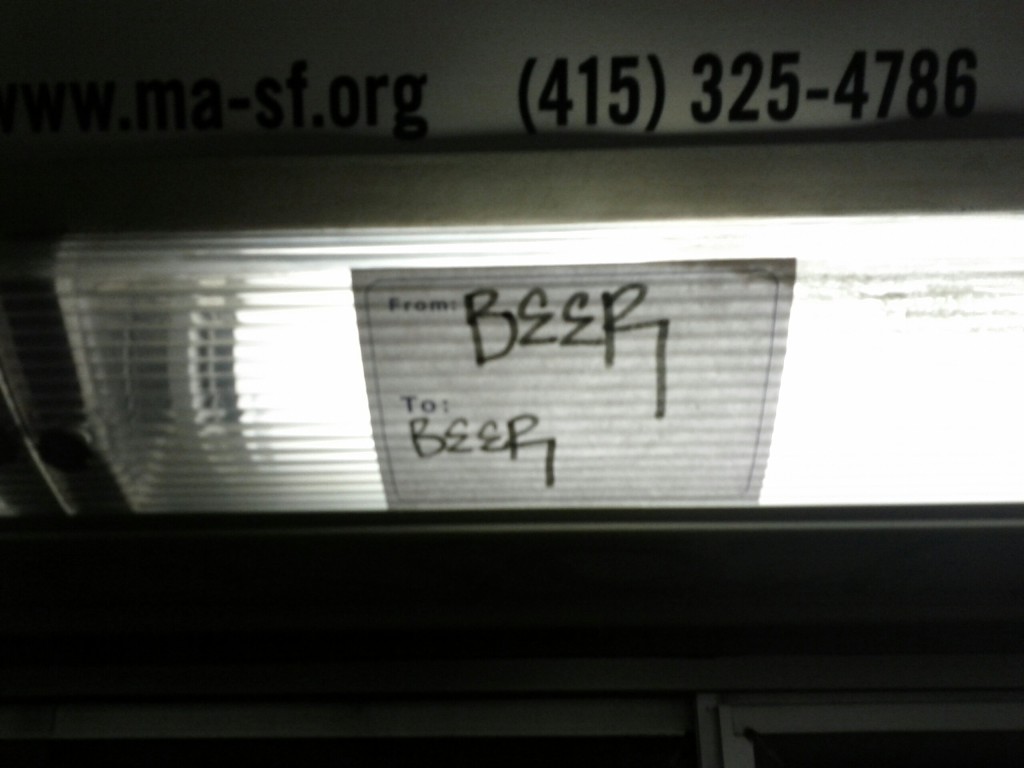 www.ma-sf.org (415) 325-4786
From: BEER
To:
BEER